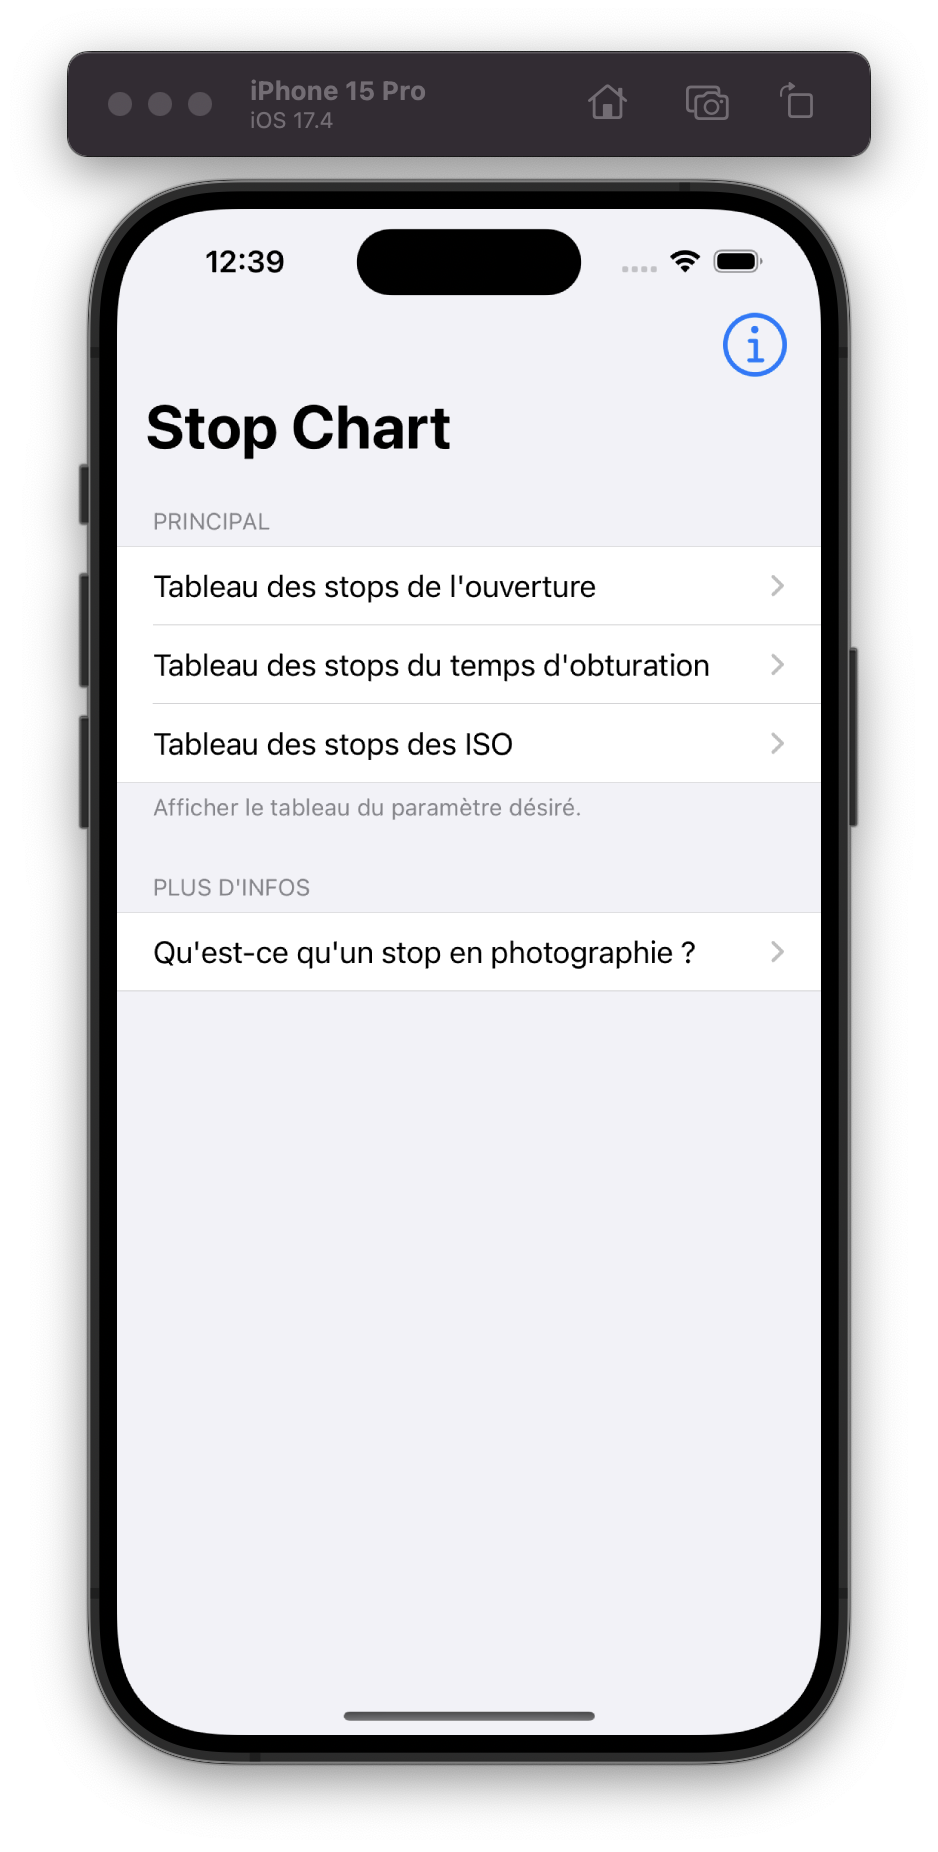 iPhone 15 Pro
iOS 17.4
12:39
Stop Chart
PRINCIPAL
Tableau des stops de l'ouverture
Tableau des stops du temps d'obturation
Tableau des stops des ISO
Afficher le tableau du paramètre désiré.
PLUS D'INFOS
Qu'est-ce qu'un stop en photographie ?